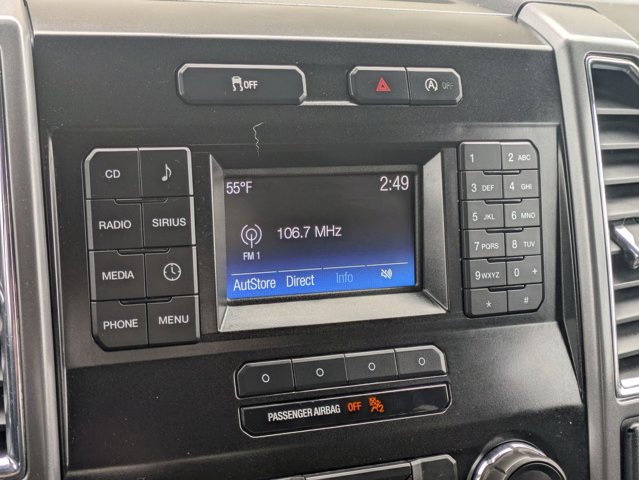 OFF
A OFF
CD
RADIO SIRIUS
MEDIA
PHONE MENU
55°F 2:49
106.7 MHz
FM 1
AutStore Direct Info
1 2 ABC
3 DEF 4 GHI
5 JKL 6 MNO
7 PQRS 8 TUV
9 WXYZ 0 +
* #
O O O O
PASSENGER AIRBAG OFF 2